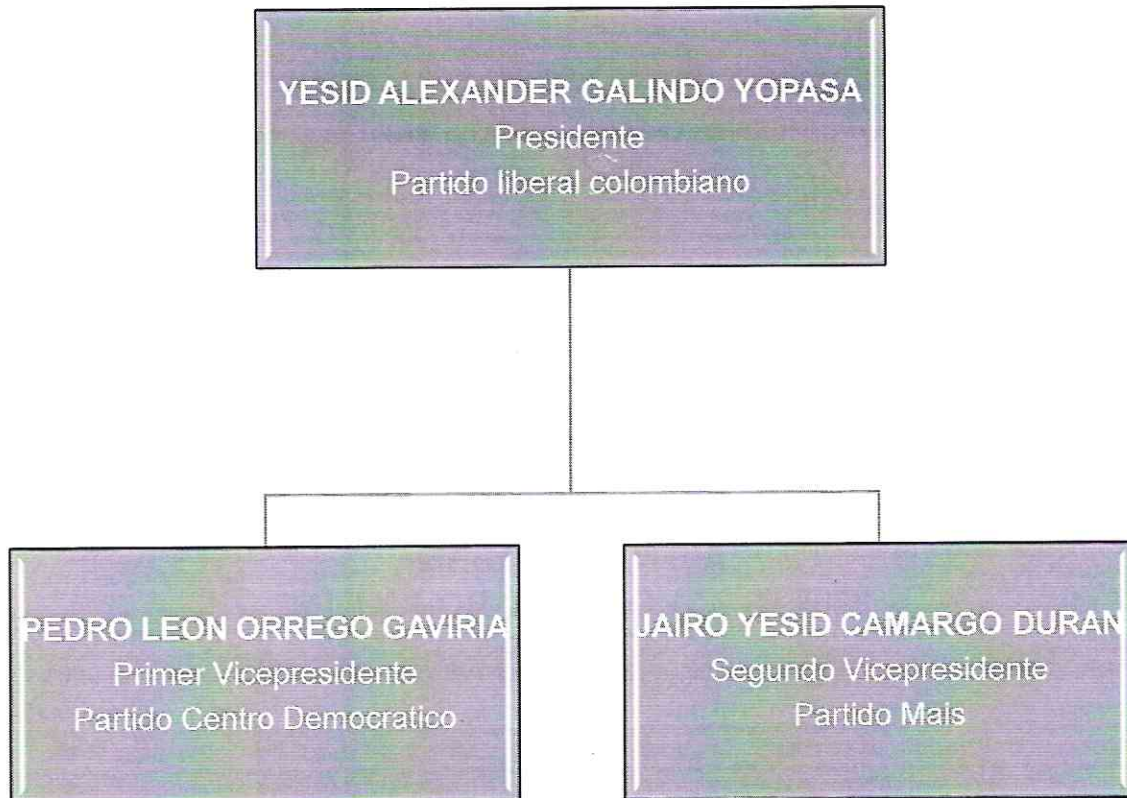 YESID ALEXANDER GALINDO YOPASA
Presidente
Partido liberal colombiano
PEDRO LEON ORREGO GAVIRIA
Primer Vicepresidente
Partido Centro Democratico
JAIRO YESID CAMARGO DURAN
Segundo Vicepresidente
Partido Mais